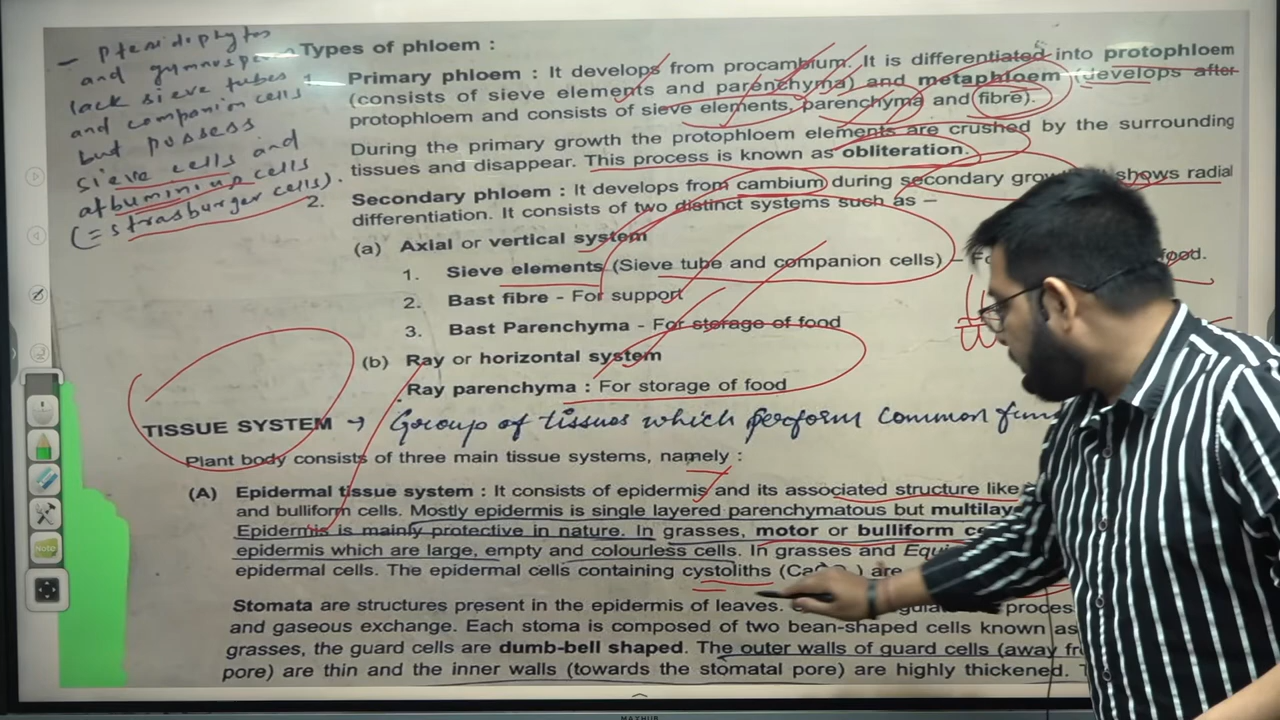 - Pteridophytes
and gymnosperm
lack sieve tubes
and companion cells
but possess
sieve cells and
albuminup cells
(= strasburger cells).
Types of phloem :
1. Primary phloem : It develops from procambium. It is differentiated into protophloem
(consists of sieve elements and parenchyma) and metaphloem (develops after
protophloem and consists of sieve elements, parenchyma and fibre).
During the primary growth the protophloem elements are crushed by the surrounding
tissues and disappear. This process is known as obliteration.
2. Secondary phloem : It develops from cambium during secondary shows radial
differentiation. It consists of two distinct systems such as –
(a) Axial or vertical system
1. Sieve elements (Sieve tube and companion cells) – food.
2. Bast fibre - For support
3. Bast Parenchyma - For storage of food
(b) Ray or horizontal system
Ray parenchyma : For storage of food
TISSUE SYSTEM → Group of tissues which perform common
Plant body consists of three main tissue systems, namely :
(A) Epidermal tissue system : It consists of epidermis and its associated structure like
and bulliform cells. Mostly epidermis is single layered parenchymatous but
Epidermis is mainly protective in nature. In grasses, motor or bulliform
epidermis which are large, empty and colourless cells. In grasses and
epidermal cells. The epidermal cells containing cystoliths are
Stomata are structures present in the epidermis of leaves.
and gaseous exchange. Each stoma is composed of two bean-shaped cells known as
grasses, the guard cells are dumb-bell shaped. The outer walls of guard cells (away
pore) are thin and the inner walls (towards the stomatal pore) are highly thickened.
Note
MAXHUB